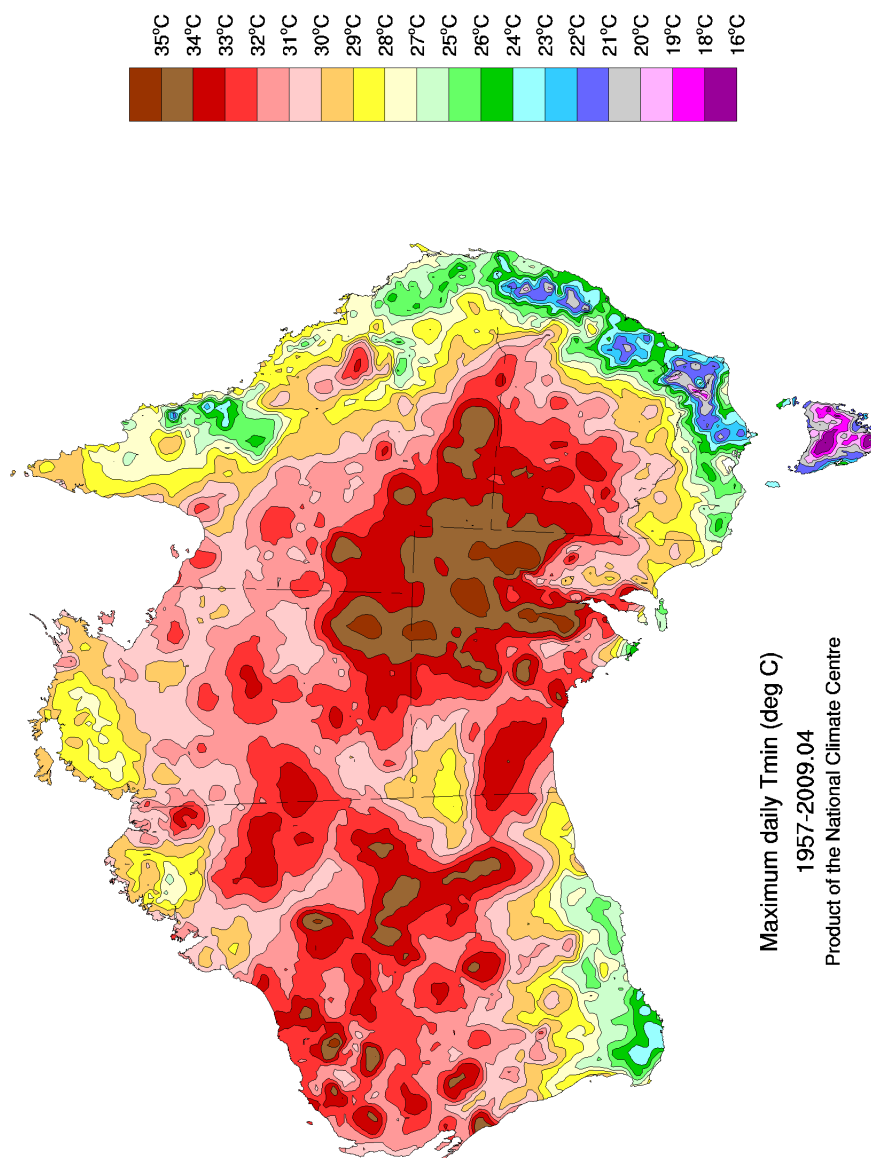 35°C
34°C
33°C
32°C
31°C
30°C
29°C
28°C
27°C
25°C
26°C
24°C
23°C
22°C
21°C
20°C
19°C
18°C
16°C
Maximum daily Tmin (deg C)
1957-2009.04
Product of the National Climate Centre